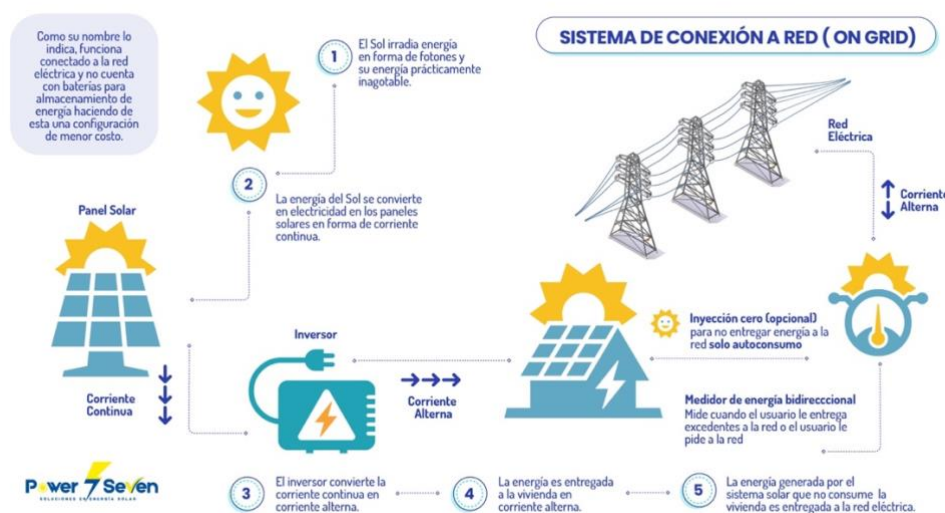 Como su nombre lo
indica, funciona
conectado a la red
eléctrica y no cuenta
con baterías para
almacenamiento de
energía haciendo de
esta una configuración
de menor costo.
SISTEMA DE CONEXIÓN A RED ( ON GRID)
1
El Sol irradia energía
en forma de fotones y
su energía prácticamente
inagotable.
2
La energía del Sol se convierte
en electricidad en los paneles
solares en forma de corriente
continua.
Red
Eléctrica
Corriente
Alterna
Panel Solar
Corriente
Continua
Inversor
Corriente
Alterna
Inyección cero (opcional)
para no entregar energía a la
red solo autoconsumo
Medidor de energía bidirecccional
Mide cuando el usuario le entrega
excedentes a la red o el usuario le
pide a la red
Power 7 Seven
SOLUCIONES EN ENERGÍA SOLAR
3
El inversor convierte la
corriente continua en
corriente alterna.
4
La energía es entregada
a la vivienda en
corriente alterna.
5
La energía generada por el
sistema solar que no consume la
vivienda es entregada a la red eléctrica.